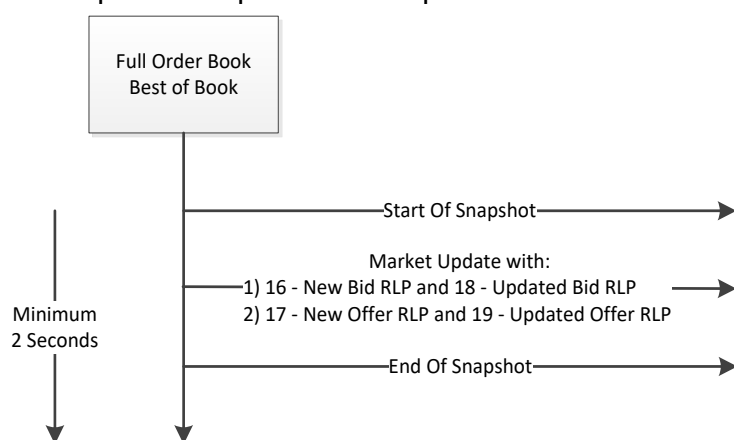 Full Order Book
Best of Book
Start Of Snapshot
Market Update with:
1) 16 - New Bid RLP and 18 - Updated Bid RLP
2) 17 - New Offer RLP and 19 - Updated Offer RLP
Minimum
2 Seconds
End Of Snapshot